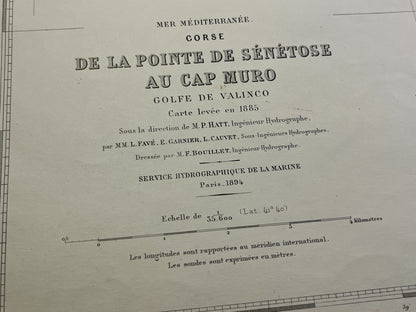 MER MÉDITERRANÉE.
CORSE
DE LA POINTE DE SÉNÉTOSE
AU CAP MURO
GOLFE DE VALINCO
Carte levée en 1885
Sous la direction de M. P. HATT, Ingénieur Hydrographe,
par MM. L. FAVÉ, E. GARNIER, L. CAUVET, Sous-Ingénieurs Hydrographes.
Dressée par M. F. BOUILLET, Ingénieur Hydrographe.
SERVICE HYDROGRAPHIQUE DE LA MARINE
Paris. 1894
Echelle de 1/35.600 (Lat. 41° 40')
0 1 2 3 4 Kilomètres
Les longitudes sont rapportées au méridien international.
Les sondes sont exprimées en mètres.
39